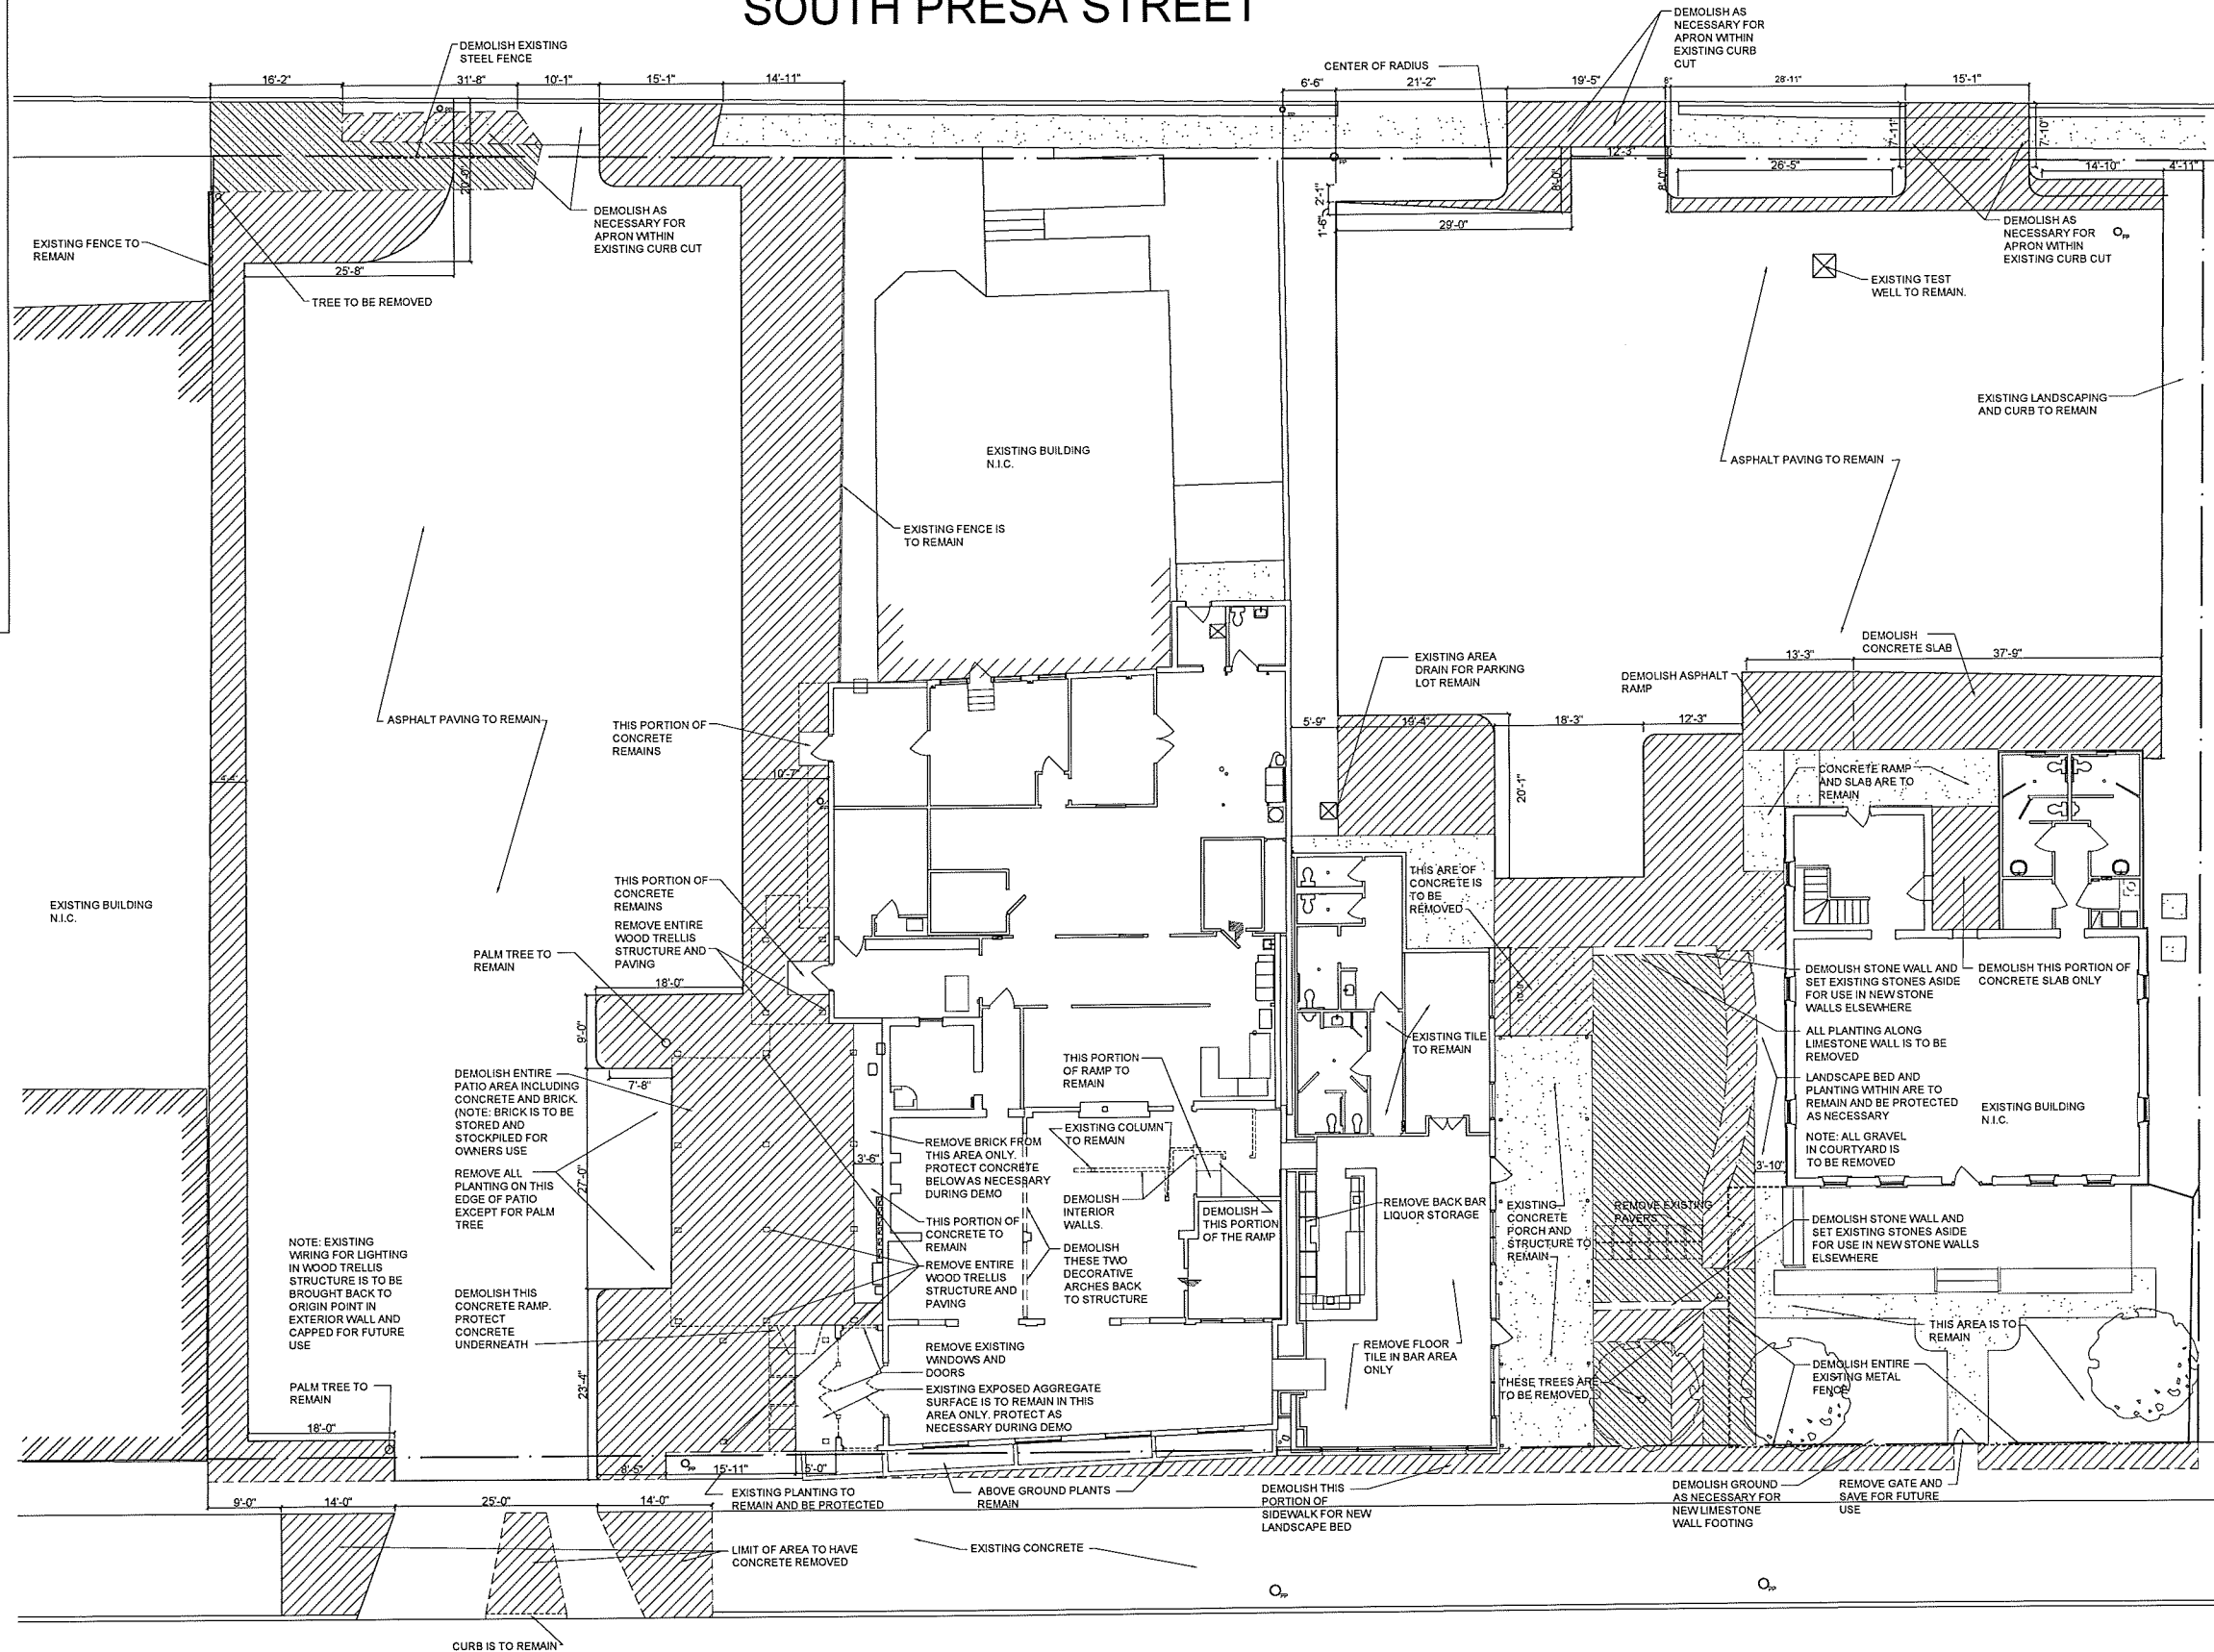 SOUTH PRESA STREET
DEMOLISH AS
NECESSARY FOR
APRON WITHIN
EXISTING CURB
CUT
DEMOLISH EXISTING
STEEL FENCE
CENTER OF RADIUS
16'-2"
31'-8"
10'-1"
15'-1"
14'-11"
6'-6"
21'-2"
19'-5"
8"
28'-11"
15'-1"
PP
PP
PP
20'-0"
12'-3"
8'-0"
8'-0"
26'-5"
7'-11"
7'-10"
14'-10"
4'-11"
2'-1"
1'-6"
29'-0"
DEMOLISH AS
NECESSARY FOR
APRON WITHIN
EXISTING CURB CUT
DEMOLISH AS
NECESSARY FOR
APRON WITHIN
EXISTING CURB CUT
PP
EXISTING FENCE TO
REMAIN
25'-8"
TREE TO BE REMOVED
EXISTING TEST
WELL TO REMAIN.
EXISTING LANDSCAPING
AND CURB TO REMAIN
EXISTING BUILDING
N.I.C.
ASPHALT PAVING TO REMAIN
EXISTING FENCE IS
TO REMAIN
DEMOLISH
CONCRETE SLAB
13'-3"
37'-9"
EXISTING AREA
DRAIN FOR PARKING
LOT REMAIN
DEMOLISH ASPHALT
RAMP
ASPHALT PAVING TO REMAIN
THIS PORTION OF
CONCRETE
REMAINS
5'-9"
19'-4"
18'-3"
12'-3"
20'-1"
10'-7"
PP
CONCRETE RAMP
AND SLAB ARE TO
REMAIN
EXISTING BUILDING
N.I.C.
THIS PORTION OF
CONCRETE
REMAINS
REMOVE ENTIRE
WOOD TRELLIS
STRUCTURE AND
PAVING
THIS ARE OF
CONCRETE IS
TO BE
REMOVED
PALM TREE TO
REMAIN
18'-0"
9'-0"
DEMOLISH STONE WALL AND
SET EXISTING STONES ASIDE
FOR USE IN NEW STONE
WALLS ELSEWHERE
DEMOLISH THIS PORTION OF
CONCRETE SLAB ONLY
ALL PLANTING ALONG
LIMESTONE WALL IS TO BE
REMOVED
EXISTING TILE
TO REMAIN
THIS PORTION
OF RAMP TO
REMAIN
DEMOLISH ENTIRE
PATIO AREA INCLUDING
CONCRETE AND BRICK.
(NOTE: BRICK IS TO BE
STORED AND
STOCKPILED FOR
OWNERS USE
7'-8"
LANDSCAPE BED AND
PLANTING WITHIN ARE TO
REMAIN AND BE PROTECTED
AS NECESSARY
EXISTING BUILDING
N.I.C.
NOTE: ALL GRAVEL
IN COURTYARD IS
TO BE REMOVED
3'-10"
REMOVE BRICK FROM
THIS AREA ONLY.
PROTECT CONCRETE
BELOW AS NECESSARY
DURING DEMO
3'-6"
EXISTING COLUMN
TO REMAIN
REMOVE ALL
PLANTING ON THIS
EDGE OF PATIO
EXCEPT FOR PALM
TREE
27'-0"
DEMOLISH
INTERIOR
WALLS.
DEMOLISH
THIS PORTION
OF THE RAMP
REMOVE BACK BAR
LIQUOR STORAGE
EXISTING
CONCRETE
PORCH AND
STRUCTURE TO
REMAIN
REMOVE EXISTING
PAVERS
DEMOLISH STONE WALL AND
SET EXISTING STONES ASIDE
FOR USE IN NEW STONE WALLS
ELSEWHERE
THIS PORTION OF
CONCRETE TO
REMAIN
DEMOLISH
THESE TWO
DECORATIVE
ARCHES BACK
TO STRUCTURE
REMOVE ENTIRE
WOOD TRELLIS
STRUCTURE AND
PAVING
NOTE: EXISTING
WIRING FOR LIGHTING
IN WOOD TRELLIS
STRUCTURE IS TO BE
BROUGHT BACK TO
ORIGIN POINT IN
EXTERIOR WALL AND
CAPPED FOR FUTURE
USE
DEMOLISH THIS
CONCRETE RAMP.
PROTECT
CONCRETE
UNDERNEATH
REMOVE EXISTING
WINDOWS AND
DOORS
REMOVE FLOOR
TILE IN BAR AREA
ONLY
THIS AREA IS TO
REMAIN
THESE TREES ARE
TO BE REMOVED
DEMOLISH ENTIRE
EXISTING METAL
FENCE
EXISTING EXPOSED AGGREGATE
SURFACE IS TO REMAIN IN THIS
AREA ONLY. PROTECT AS
NECESSARY DURING DEMO
PALM TREE TO
REMAIN
23'-4"
18'-0"
8'-5"
PP
15'-11"
5'-0"
EXISTING PLANTING TO
REMAIN AND BE PROTECTED
ABOVE GROUND PLANTS
REMAIN
DEMOLISH THIS
PORTION OF
SIDEWALK FOR NEW
LANDSCAPE BED
DEMOLISH GROUND
AS NECESSARY FOR
NEW LIMESTONE
WALL FOOTING
REMOVE GATE AND
SAVE FOR FUTURE
USE
9'-0"
14'-0"
25'-0"
14'-0"
LIMIT OF AREA TO HAVE
CONCRETE REMOVED
EXISTING CONCRETE
PP
PP
CURB IS TO REMAIN